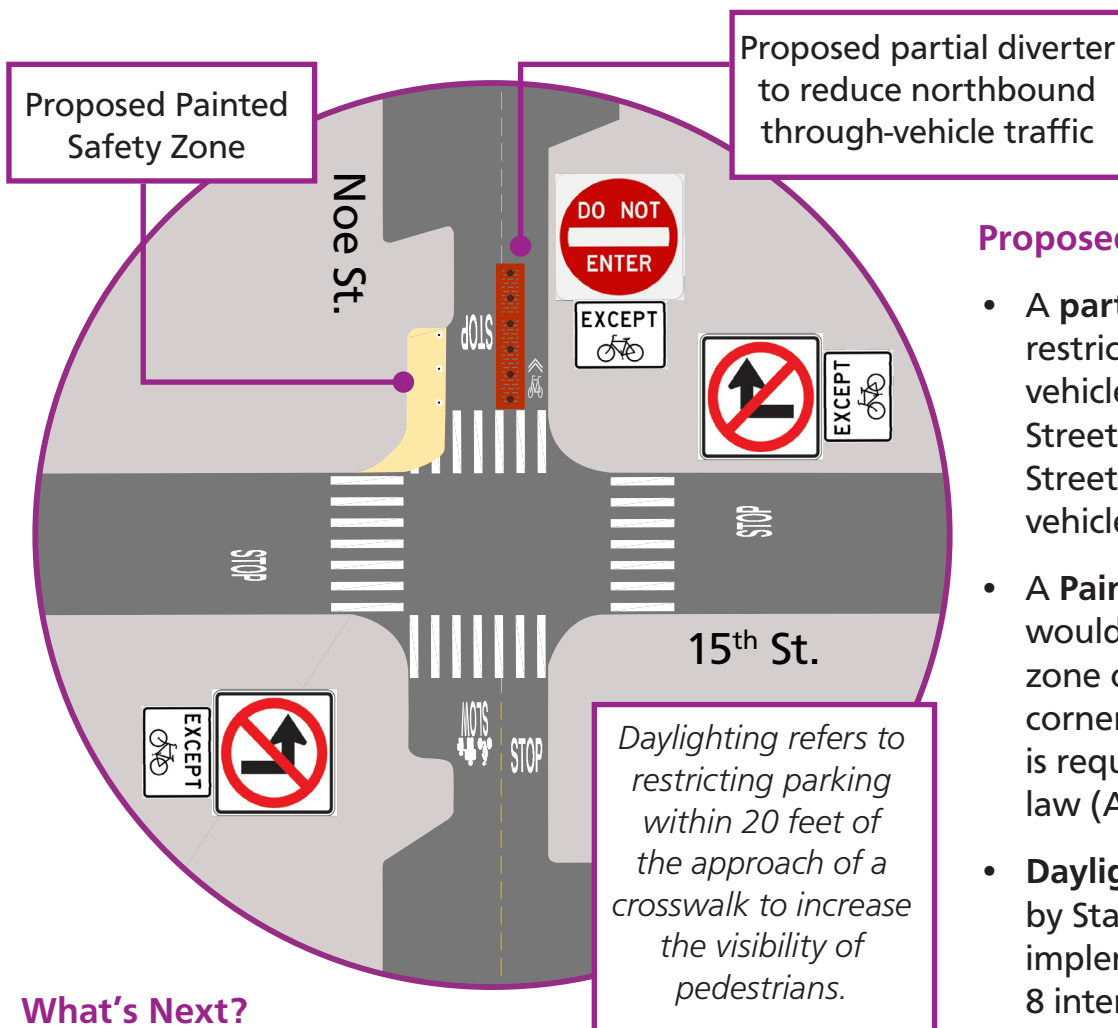 Proposed Painted
Safety Zone
Proposed partial diverter
to reduce northbound
through-vehicle traffic
Noe St.
DO NOT
ENTER
EXCEPT
EXCEPT
STOP
STOP
STOP
15th St.
SLOW
STOP
EXCEPT
Daylighting refers to
restricting parking
within 20 feet of
the approach of a
crosswalk to increase
the visibility of
pedestrians.
What's Next?
Proposed
• A part
restric
vehicle
Street
Street
vehicle
• A Pain
would
zone o
corner
is requ
law (A
• Daylig
by Sta
implem
8 inter